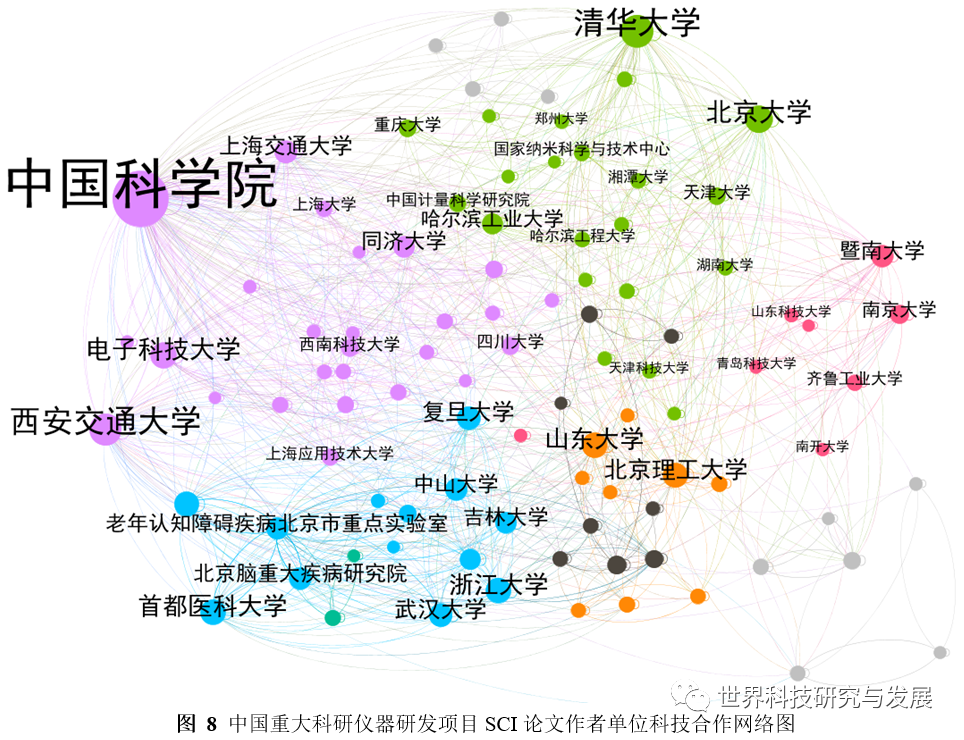 清华大学
北京大学
郑州大学
重庆大学
上海交通大学
国家纳米科学与技术中心
中国科学院
湘潭大学
天津大学
中国计量科学研究院
上海大学
哈尔滨工业大学
哈尔滨工程大学
同济大学
暨南大学
湖南大学
山东科技大学
南京大学
电子科技大学
西南科技大学
四川大学
天津科技大学
青岛科技大学
齐鲁工业大学
西安交通大学
复旦大学
山东大学
南开大学
上海应用技术大学
北京理工大学
中山大学
老年认知障碍疾病北京市重点实验室
吉林大学
北京脑重大疾病研究院
浙江大学
首都医科大学
武汉大学
世界科技研究与发展
图 8 中国重大科研仪器研发项目 SCI 论文作者单位科技合作网络图